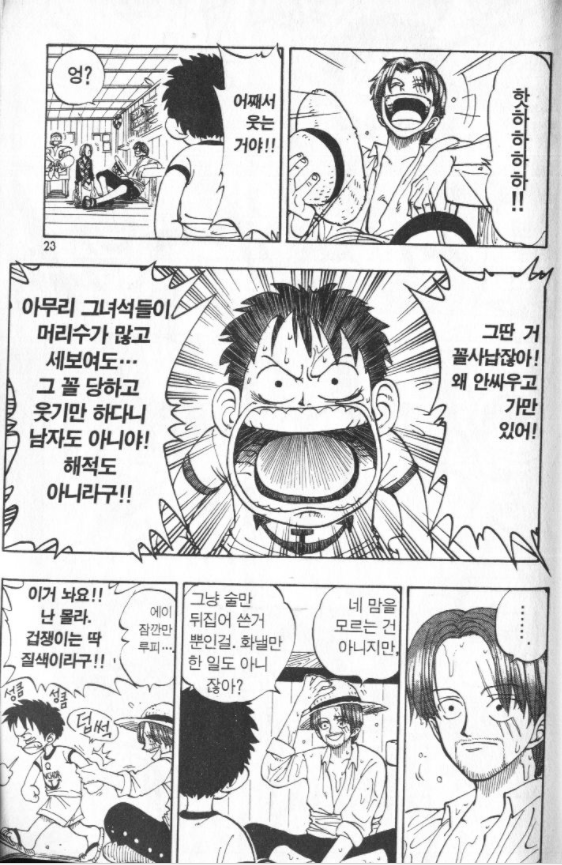 핫하하하하!!
어째서
웃는
거야!!
엉?
23
그딴 거
꼴사납잖아!
왜 안싸우고
가만
있어!
아무리 그녀석들이
머리수가 많고
세보여도…
그 꼴 당하고
웃기만 하다니
남자도 아니야!
해적도
아니라구!!
……
네 맘을
모르는 건
아니지만,
그냥 술만
뒤집어 쓴거
뿐인걸. 화낼만
한 일도 아니
잖아?
에이
잠깐만
루피…
덥썩
이거 놔요!!
난 몰라.
겁쟁이는 딱
질색이라구!!
성큼
성큼